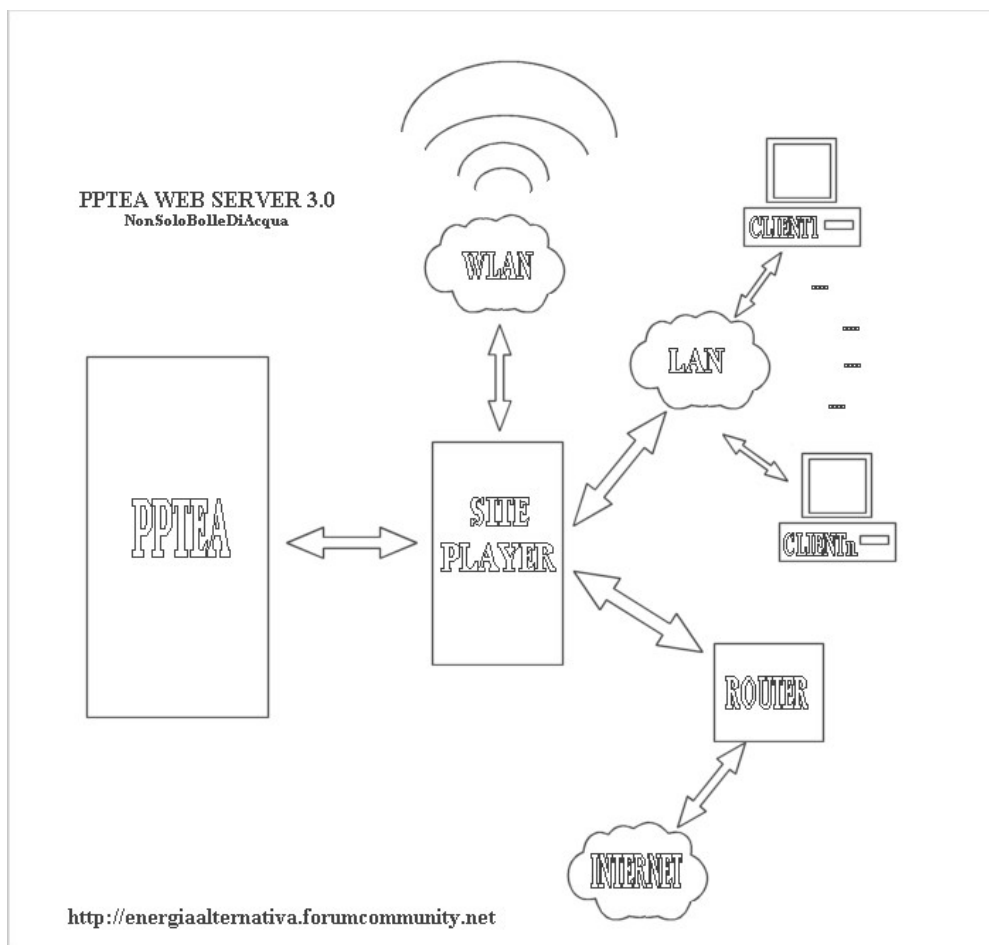 PPTEA WEB SERVER 3.0
NonSoloBolleDiAcqua
WLAN
CLIENT1
LAN
PPTEA
SITE
PLAYER
CLIENTn
ROUTER
INTERNET
http://energiaalternativa.forumcommunity.net